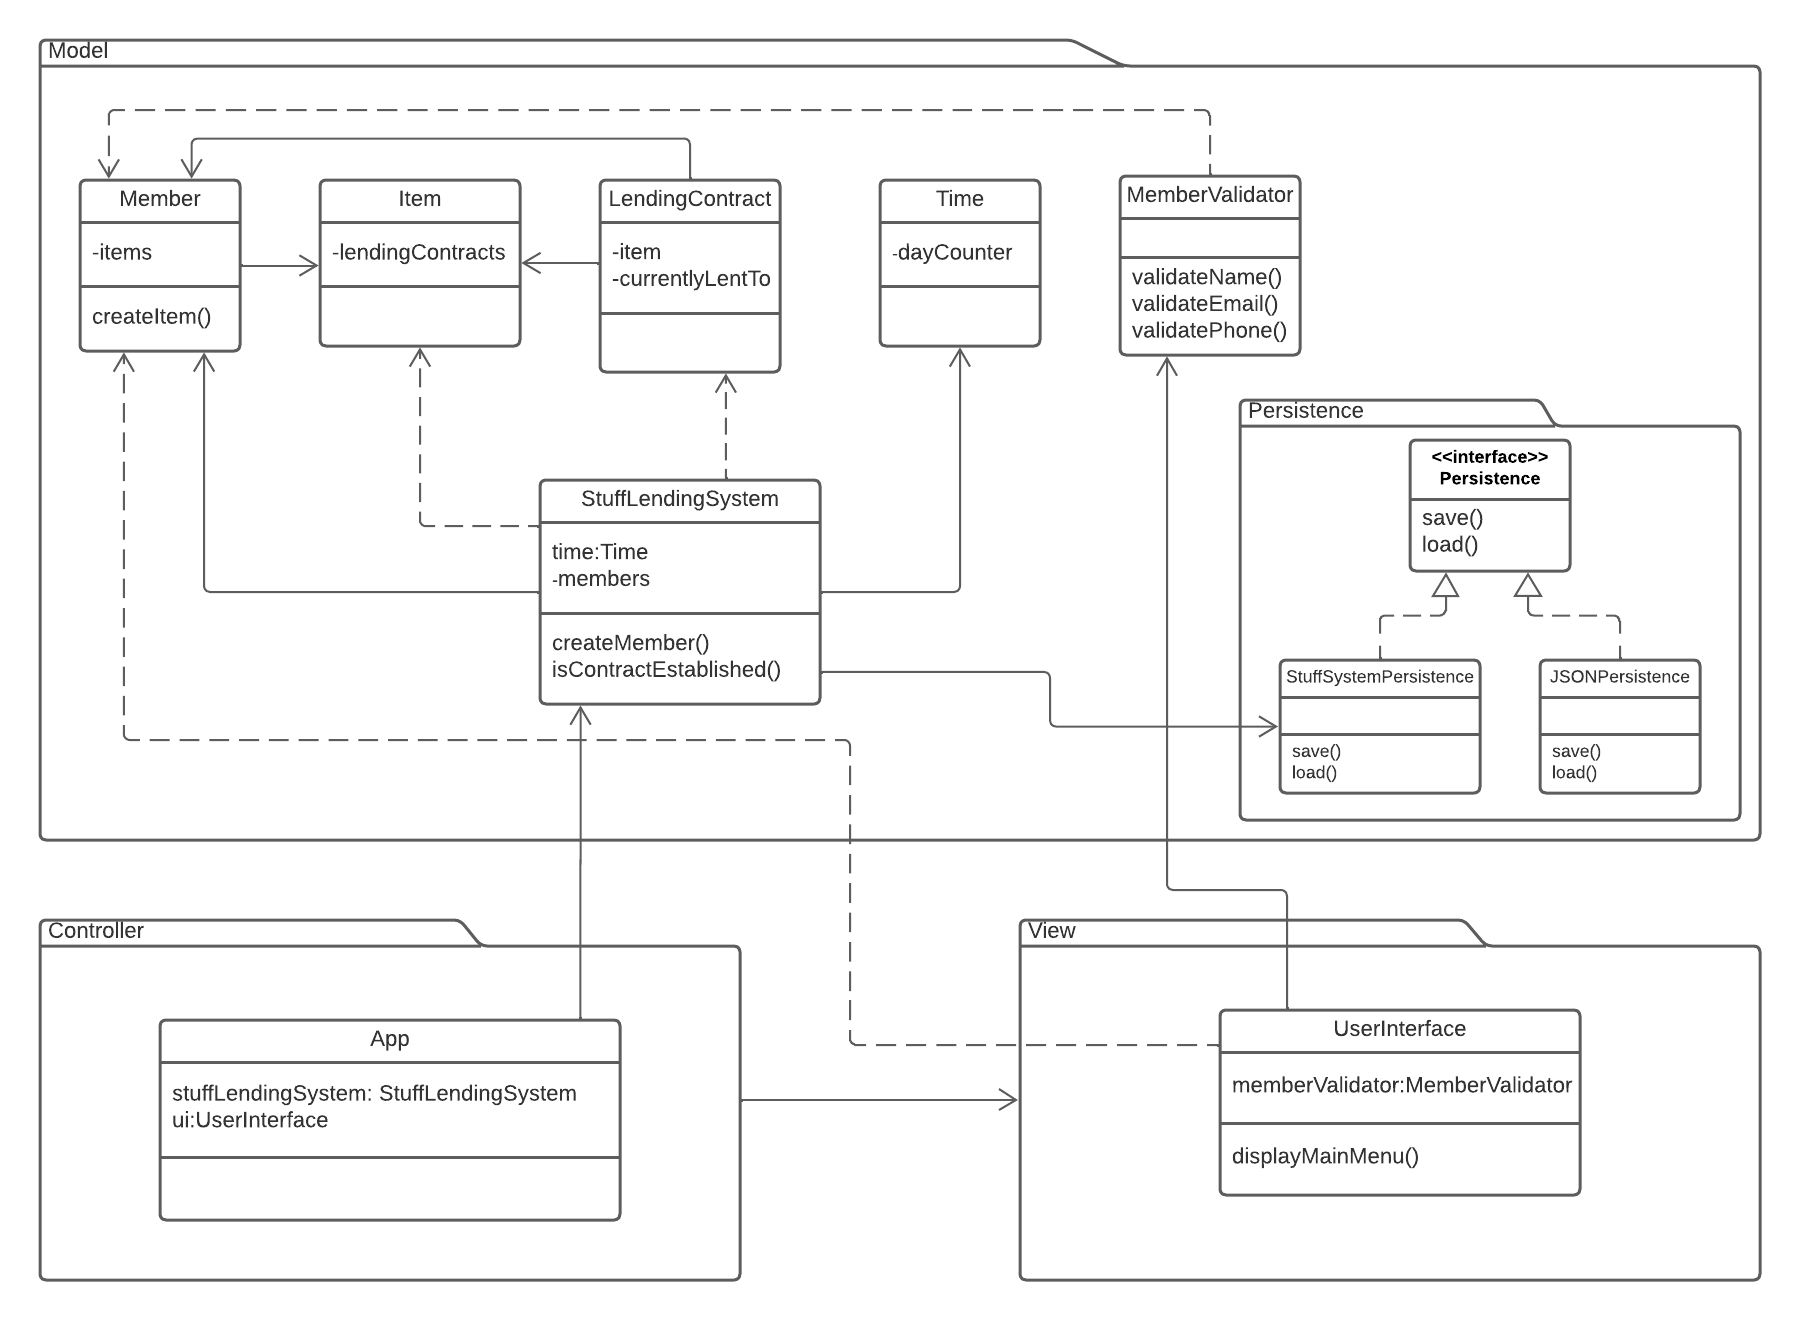 Model
Member
-items
createItem()
Item
-lendingContracts
LendingContract
-item
-currentlyLentTo
Time
-dayCounter
MemberValidator
validateName()
validateEmail()
validatePhone()
Persistence
<<interface>>
Persistence
save()
load()
StuffLendingSystem
time:Time
-members
createMember()
isContractEstablished()
StuffSystemPersistence
save()
load()
JSONPersistence
save()
load()
Controller
App
stuffLendingSystem: StuffLendingSystem
ui:UserInterface
View
UserInterface
memberValidator:MemberValidator
displayMainMenu()